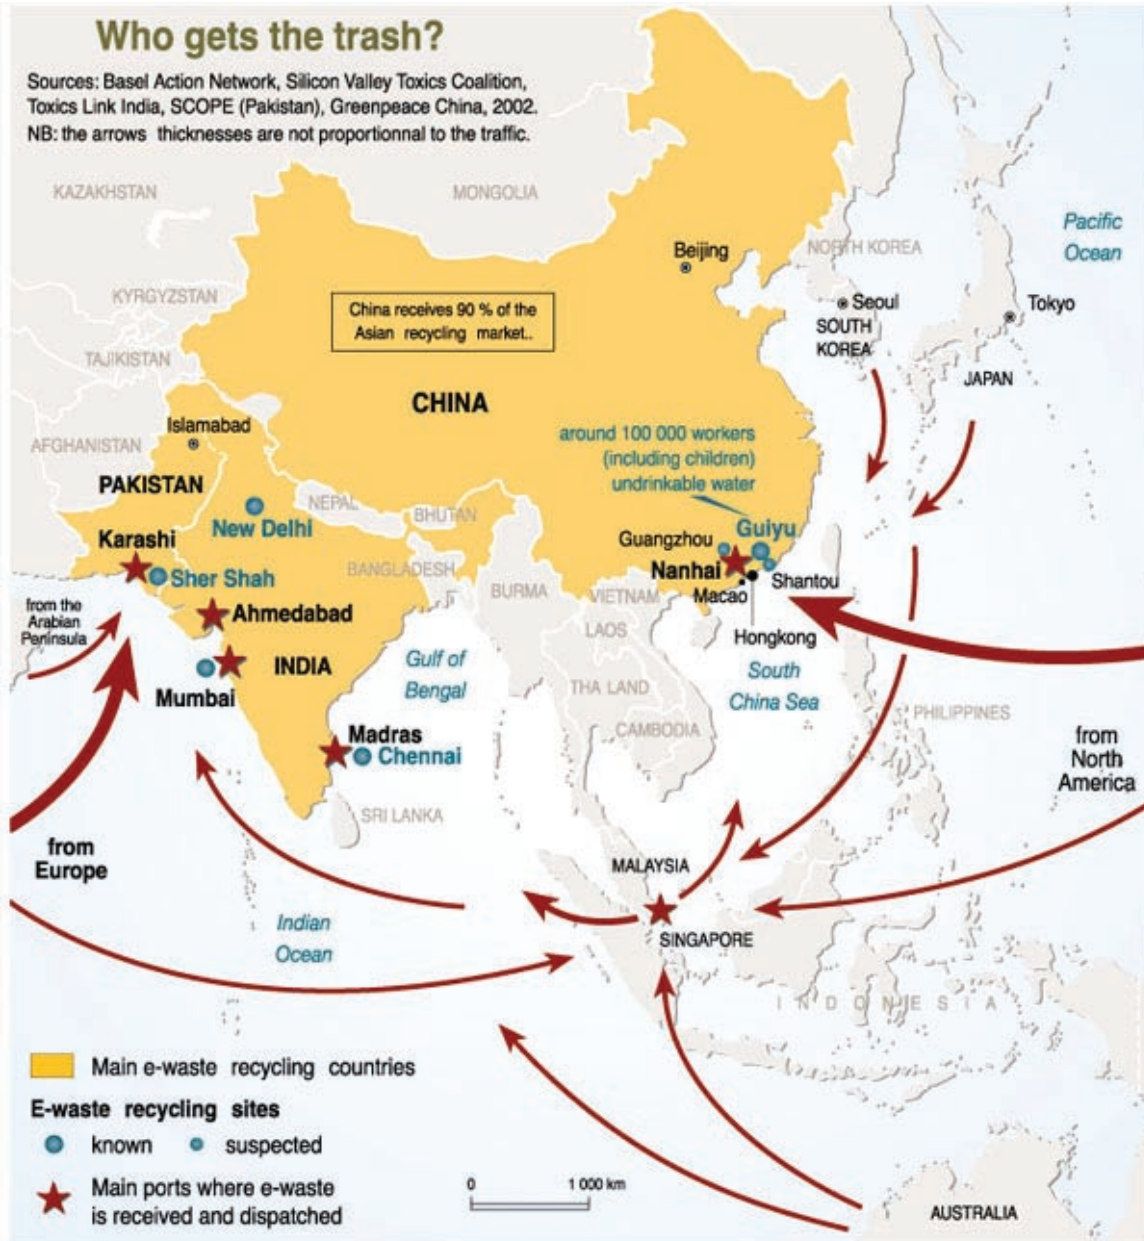 Who gets the trash?
Sources: Basel Action Network, Silicon Valley Toxics Coalition,
Toxics Link India, SCOPE (Pakistan), Greenpeace China, 2002.
NB: the arrows thicknesses are not proportionnal to the traffic.
KAZAKHSTAN
MONGOLIA
Pacific
Ocean
Beijing
NORTH KOREA
KYRGYZSTAN
China receives 90 % of the
Asian recycling market..
Seoul
Tokyo
SOUTH
KOREA
TAJIKISTAN
JAPAN
CHINA
Islamabad
AFGHANISTAN
around 100 000 workers
(including children)
undrinkable water
PAKISTAN
NEPAL
BHUTAN
New Delhi
Guiyu
Karashi
Guangzhou
Nanhai
Sher Shah
BANGLADESH
Shantou
BURMA
VIETNAM
Macao
from the
Arabian
Peninsula
Ahmedabad
LAOS
Hongkong
INDIA
Gulf of
Bengal
South
China Sea
THA LAND
Mumbai
PHILIPPINES
CAMBODIA
Madras
Chennai
from
North
America
SRI LANKA
from
Europe
MALAYSIA
Indian
Ocean
SINGAPORE
INDONESIA
Main e-waste recycling countries
E-waste recycling sites
known
suspected
Main ports where e-waste
is received and dispatched
0 1 000 km
AUSTRALIA